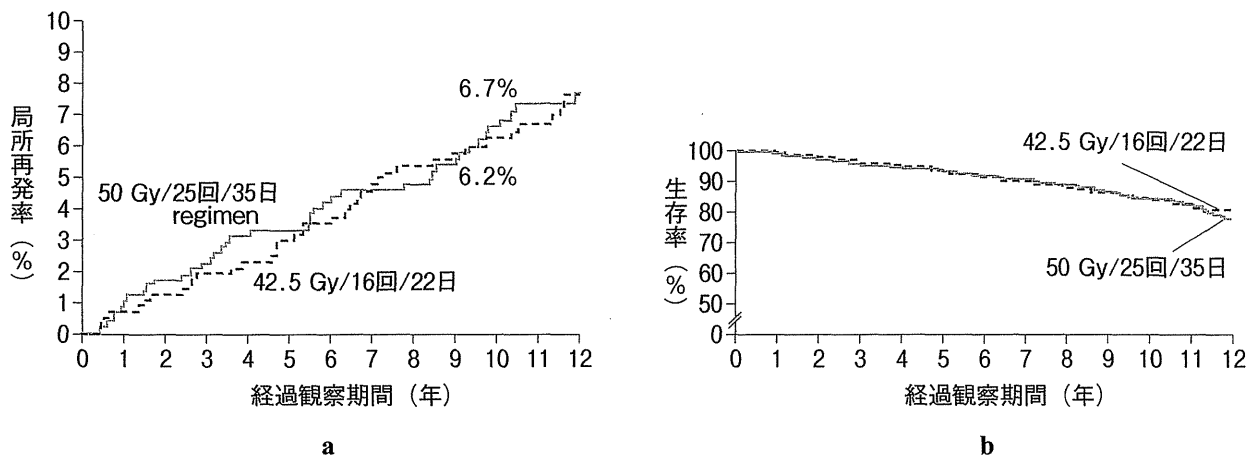 10
9
8
7
6
5
4
3
2
1
0
局所再発率（%）
6.7%
6.2%
50 Gy/25回/35日
regimen
42.5 Gy/16回/22日
0 1 2 3 4 5 6 7 8 9 10 11 12
経過観察期間（年）
a
100
90
80
70
60
50
0
生存率（%）
42.5 Gy/16回/22日
50 Gy/25回/35日
0 1 2 3 4 5 6 7 8 9 10 11 12
経過観察期間（年）
b